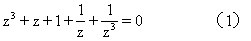 z³ + z + 1 + 1/z + 1/z³ = 0 （1）